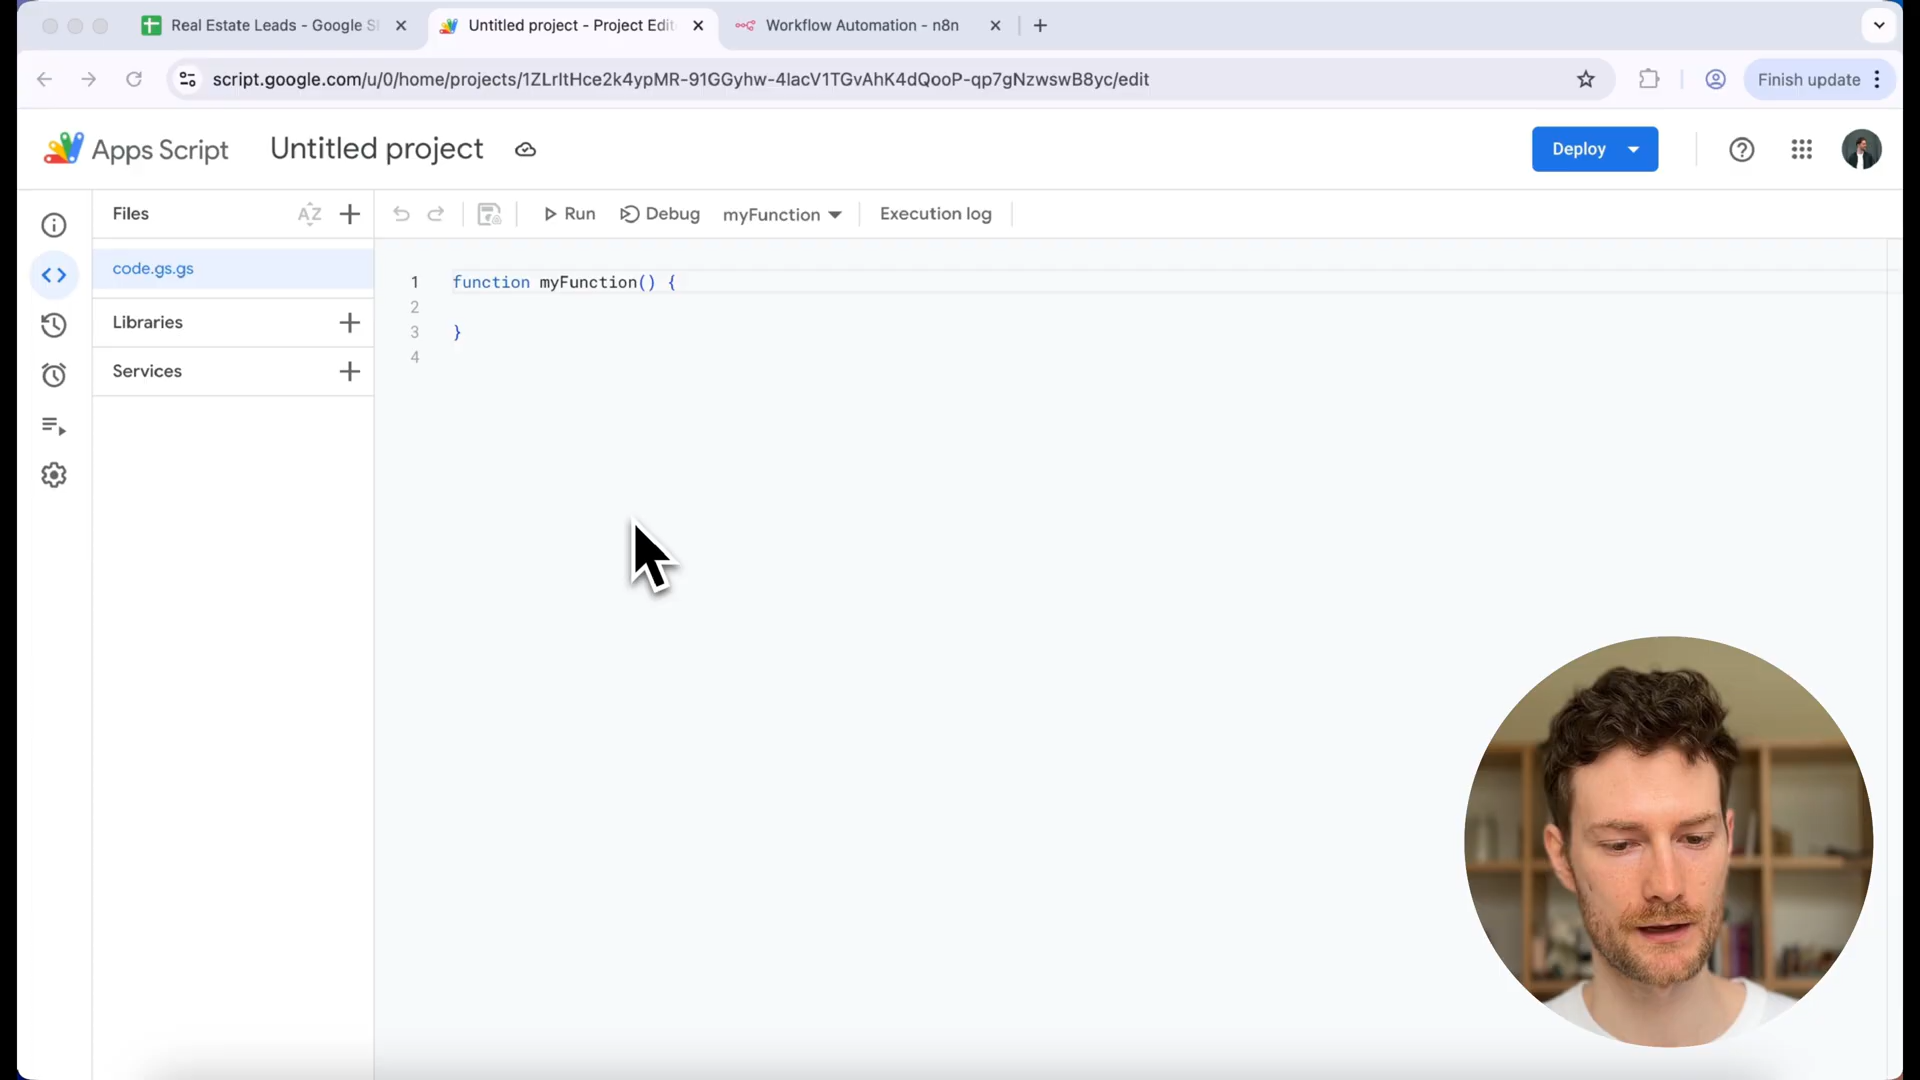 Real Estate Leads - Google S
Untitled project - Project Edit
Workflow Automation - n8n
script.google.com/u/0/home/projects/1ZLrltHce2k4ypMR-91GGyhw-4lacV1TGvAhK4dQooP-qp7gNzwswB8yc/edit
Finish update
Apps Script
Untitled project
Deploy
Files
AZ
Run
Debug
myFunction
Execution log
code.gs.gs
Libraries
Services
1 function myFunction() {
2
3 }
4